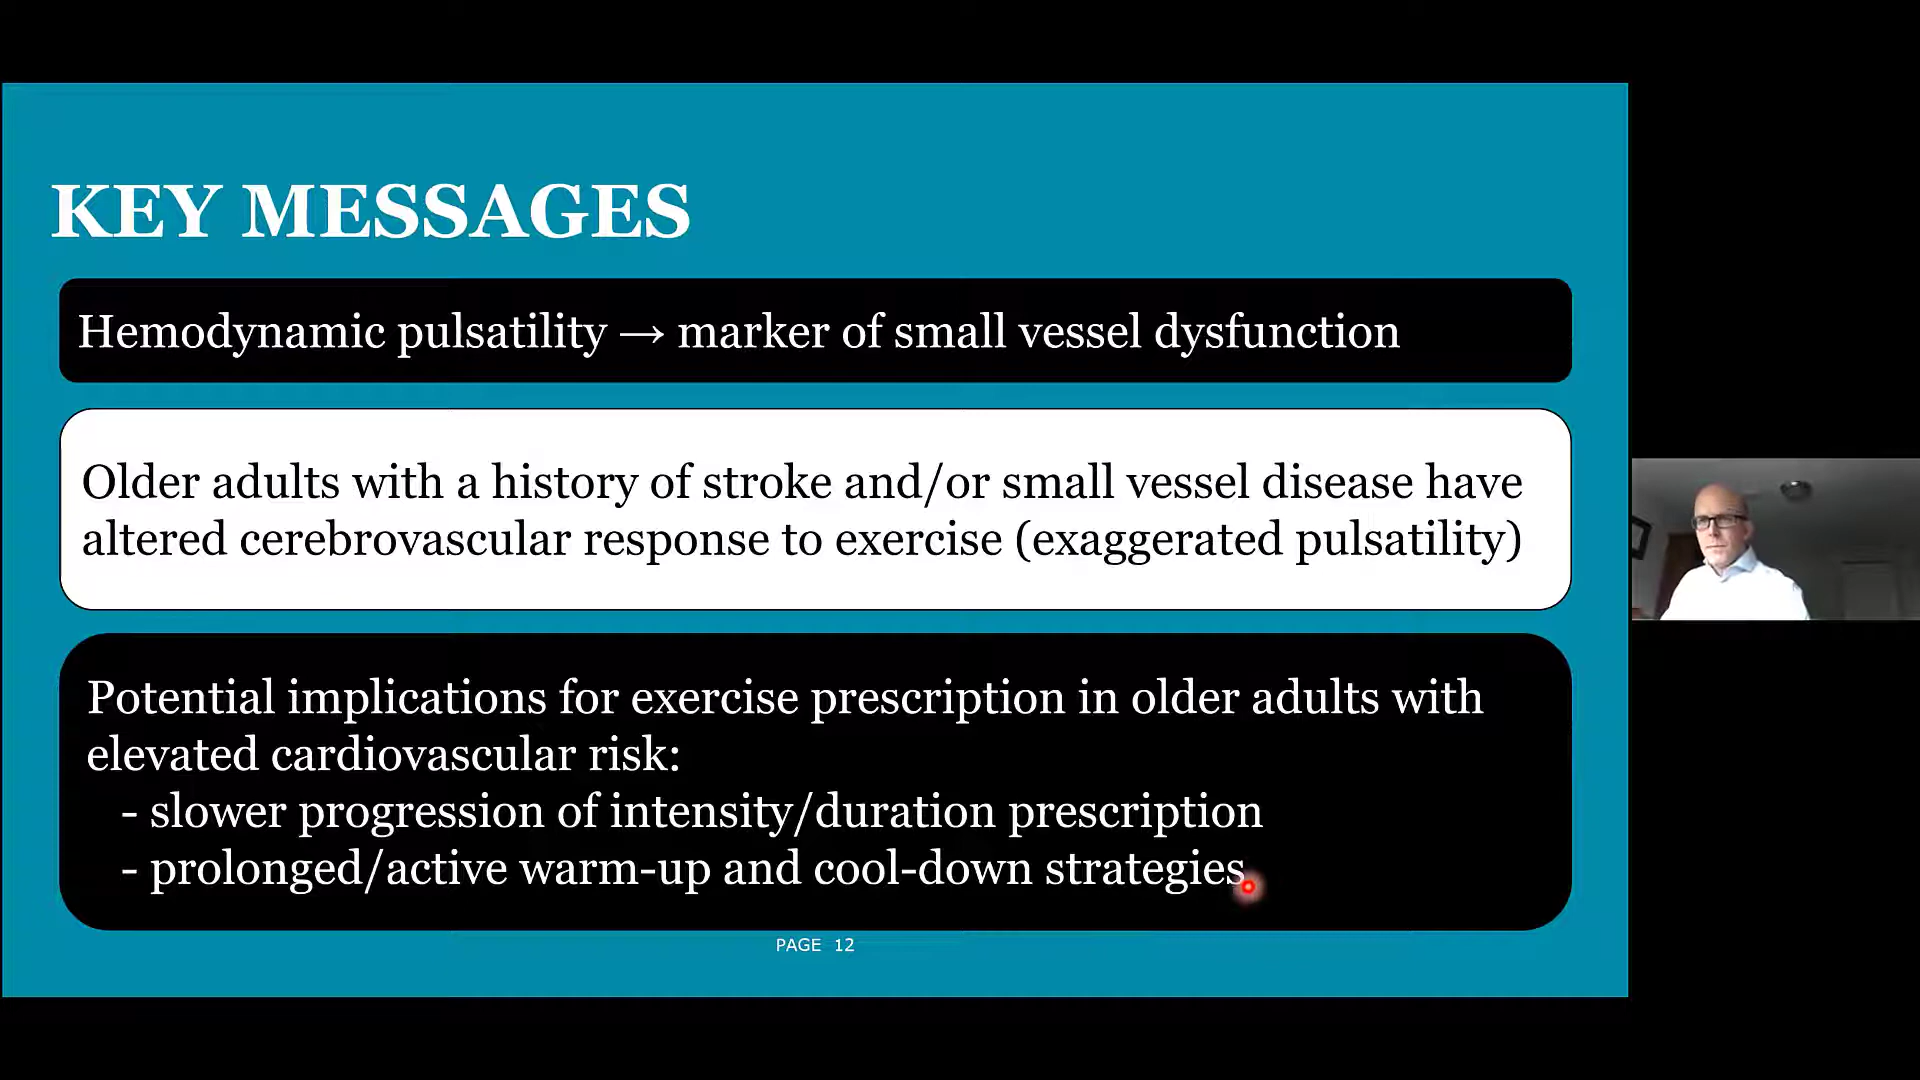 KEY MESSAGES
Hemodynamic pulsatility → marker of small vessel dysfunction
Older adults with a history of stroke and/or small vessel disease have
altered cerebrovascular response to exercise (exaggerated pulsatility)
Potential implications for exercise prescription in older adults with
elevated cardiovascular risk:
- slower progression of intensity/duration prescription
- prolonged/active warm-up and cool-down strategies
PAGE 12